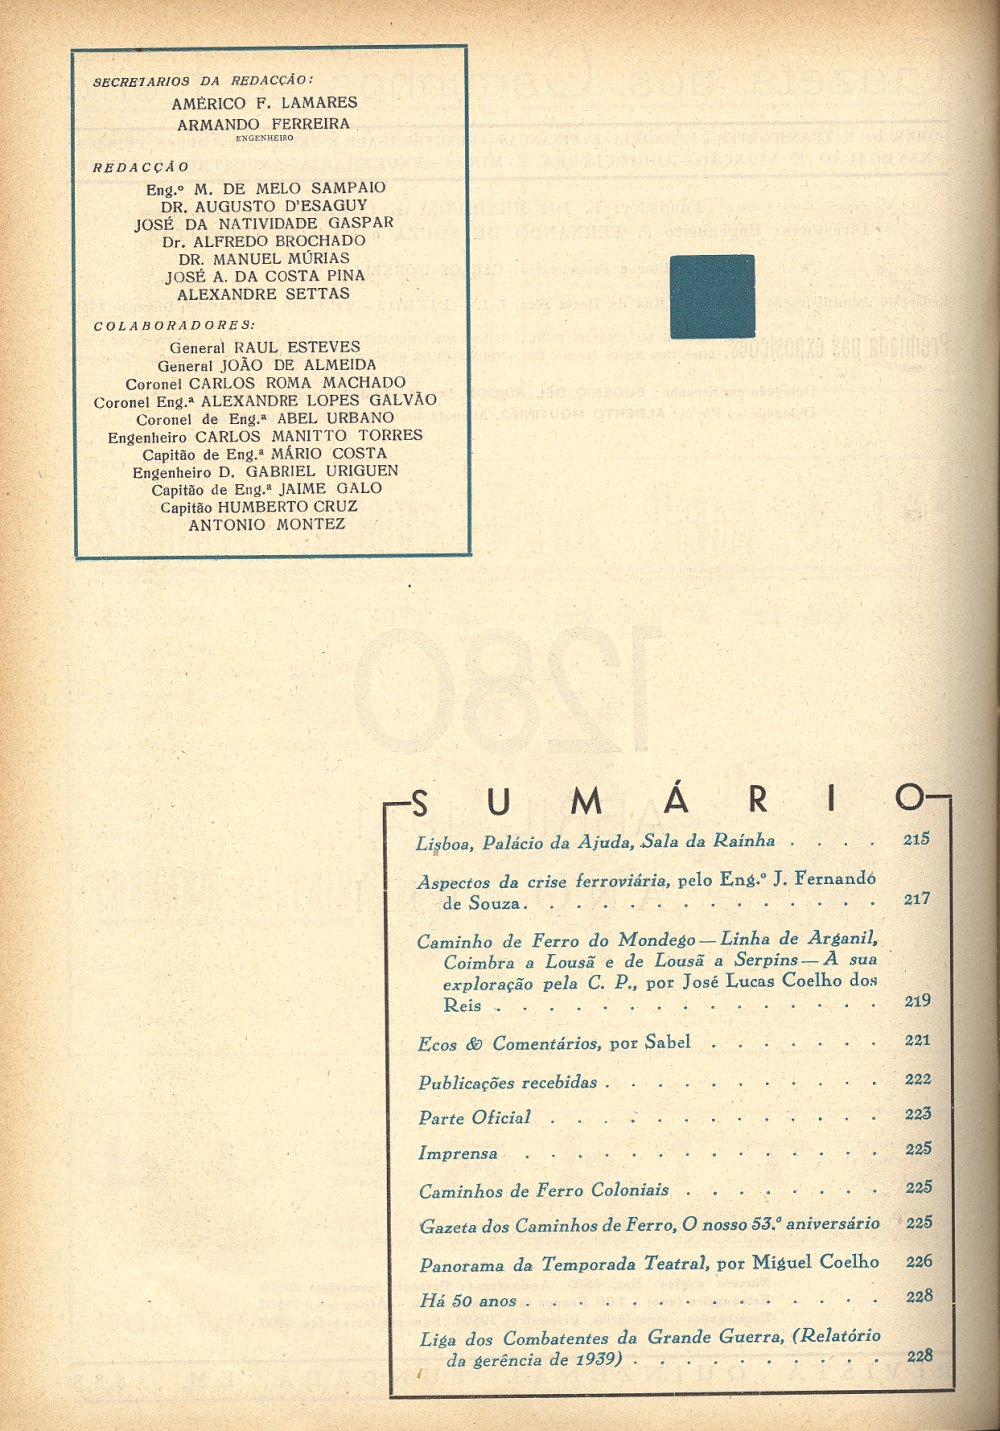 SECRETARIOS DA REDACÇÃO:
AMÉRICO F. LAMARES
ARMANDO FERREIRA
ENGENHEIRO
REDACÇÃO
Eng.º M. DE MELO SAMPAIO
DR. AUGUSTO D'ESAGUY
JOSÉ DA NATIVIDADE GASPAR
Dr. ALFREDO BROCHADO
DR. MANUEL MÚRIAS
JOSÉ A. DA COSTA PINA
ALEXANDRE SETTAS
COLABORADORES:
General RAUL ESTEVES
General JOÃO DE ALMEIDA
Coronel CARLOS ROMA MACHADO
Coronel Eng.ª ALEXANDRE LOPES GALVÃO
Coronel de Eng.ª ABEL URBANO
Engenheiro CARLOS MANITTO TORRES
Capitão de Eng.ª MÁRIO COSTA
Engenheiro D. GABRIEL URIGUEN
Capitão de Eng.ª JAIME GALO
Capitão HUMBERTO CRUZ
ANTONIO MONTEZ
SUMÁRIO
Lisboa, Palácio da Ajuda, Sala da Raínha . . . . 215
Aspectos da crise ferroviária, pelo Eng.º J. Fernando
de Souza. . . . . . . . . . . . . . 217
Caminho de Ferro do Mondego — Linha de Arganil,
Coimbra a Lousã e de Lousã a Serpins — A sua
exploração pela C. P., por José Lucas Coelho dos
Reis . . . . . . . . . . . . . . . 219
Ecos & Comentários, por Sabel . . . . . . . 221
Publicações recebidas . . . . . . . . . . . 222
Parte Oficial . . . . . . . . . . . . . 223
Imprensa . . . . . . . . . . . . . . 225
Caminhos de Ferro Coloniais . . . . . . . . 225
Gazeta dos Caminhos de Ferro, O nosso 53.º aniversário 225
Panorama da Temporada Teatral, por Miguel Coelho 226
Há 50 anos . . . . . . . . . . . . . . 228
Liga dos Combatentes da Grande Guerra, (Relatório
da gerência de 1939) . . . . . . . . . . 228